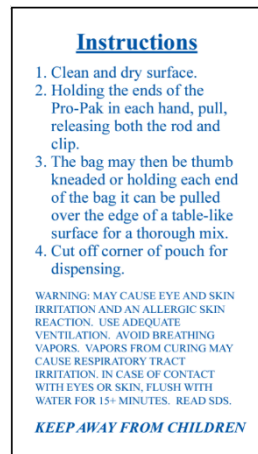 Instructions
1. Clean and dry surface.
2. Holding the ends of the
Pro-Pak in each hand, pull,
releasing both the rod and
clip.
3. The bag may then be thumb
kneaded or holding each end
of the bag it can be pulled
over the edge of a table-like
surface for a thorough mix.
4. Cut off corner of pouch for
dispensing.
WARNING: MAY CAUSE EYE AND SKIN
IRRITATION AND AN ALLERGIC SKIN
REACTION. USE ADEQUATE
VENTILATION. AVOID BREATHING
VAPORS. VAPORS FROM CURING MAY
CAUSE RESPIRATORY TRACT
IRRITATION. IN CASE OF CONTACT
WITH EYES OR SKIN, FLUSH WITH
WATER FOR 15+ MINUTES. READ SDS.
KEEP AWAY FROM CHILDREN